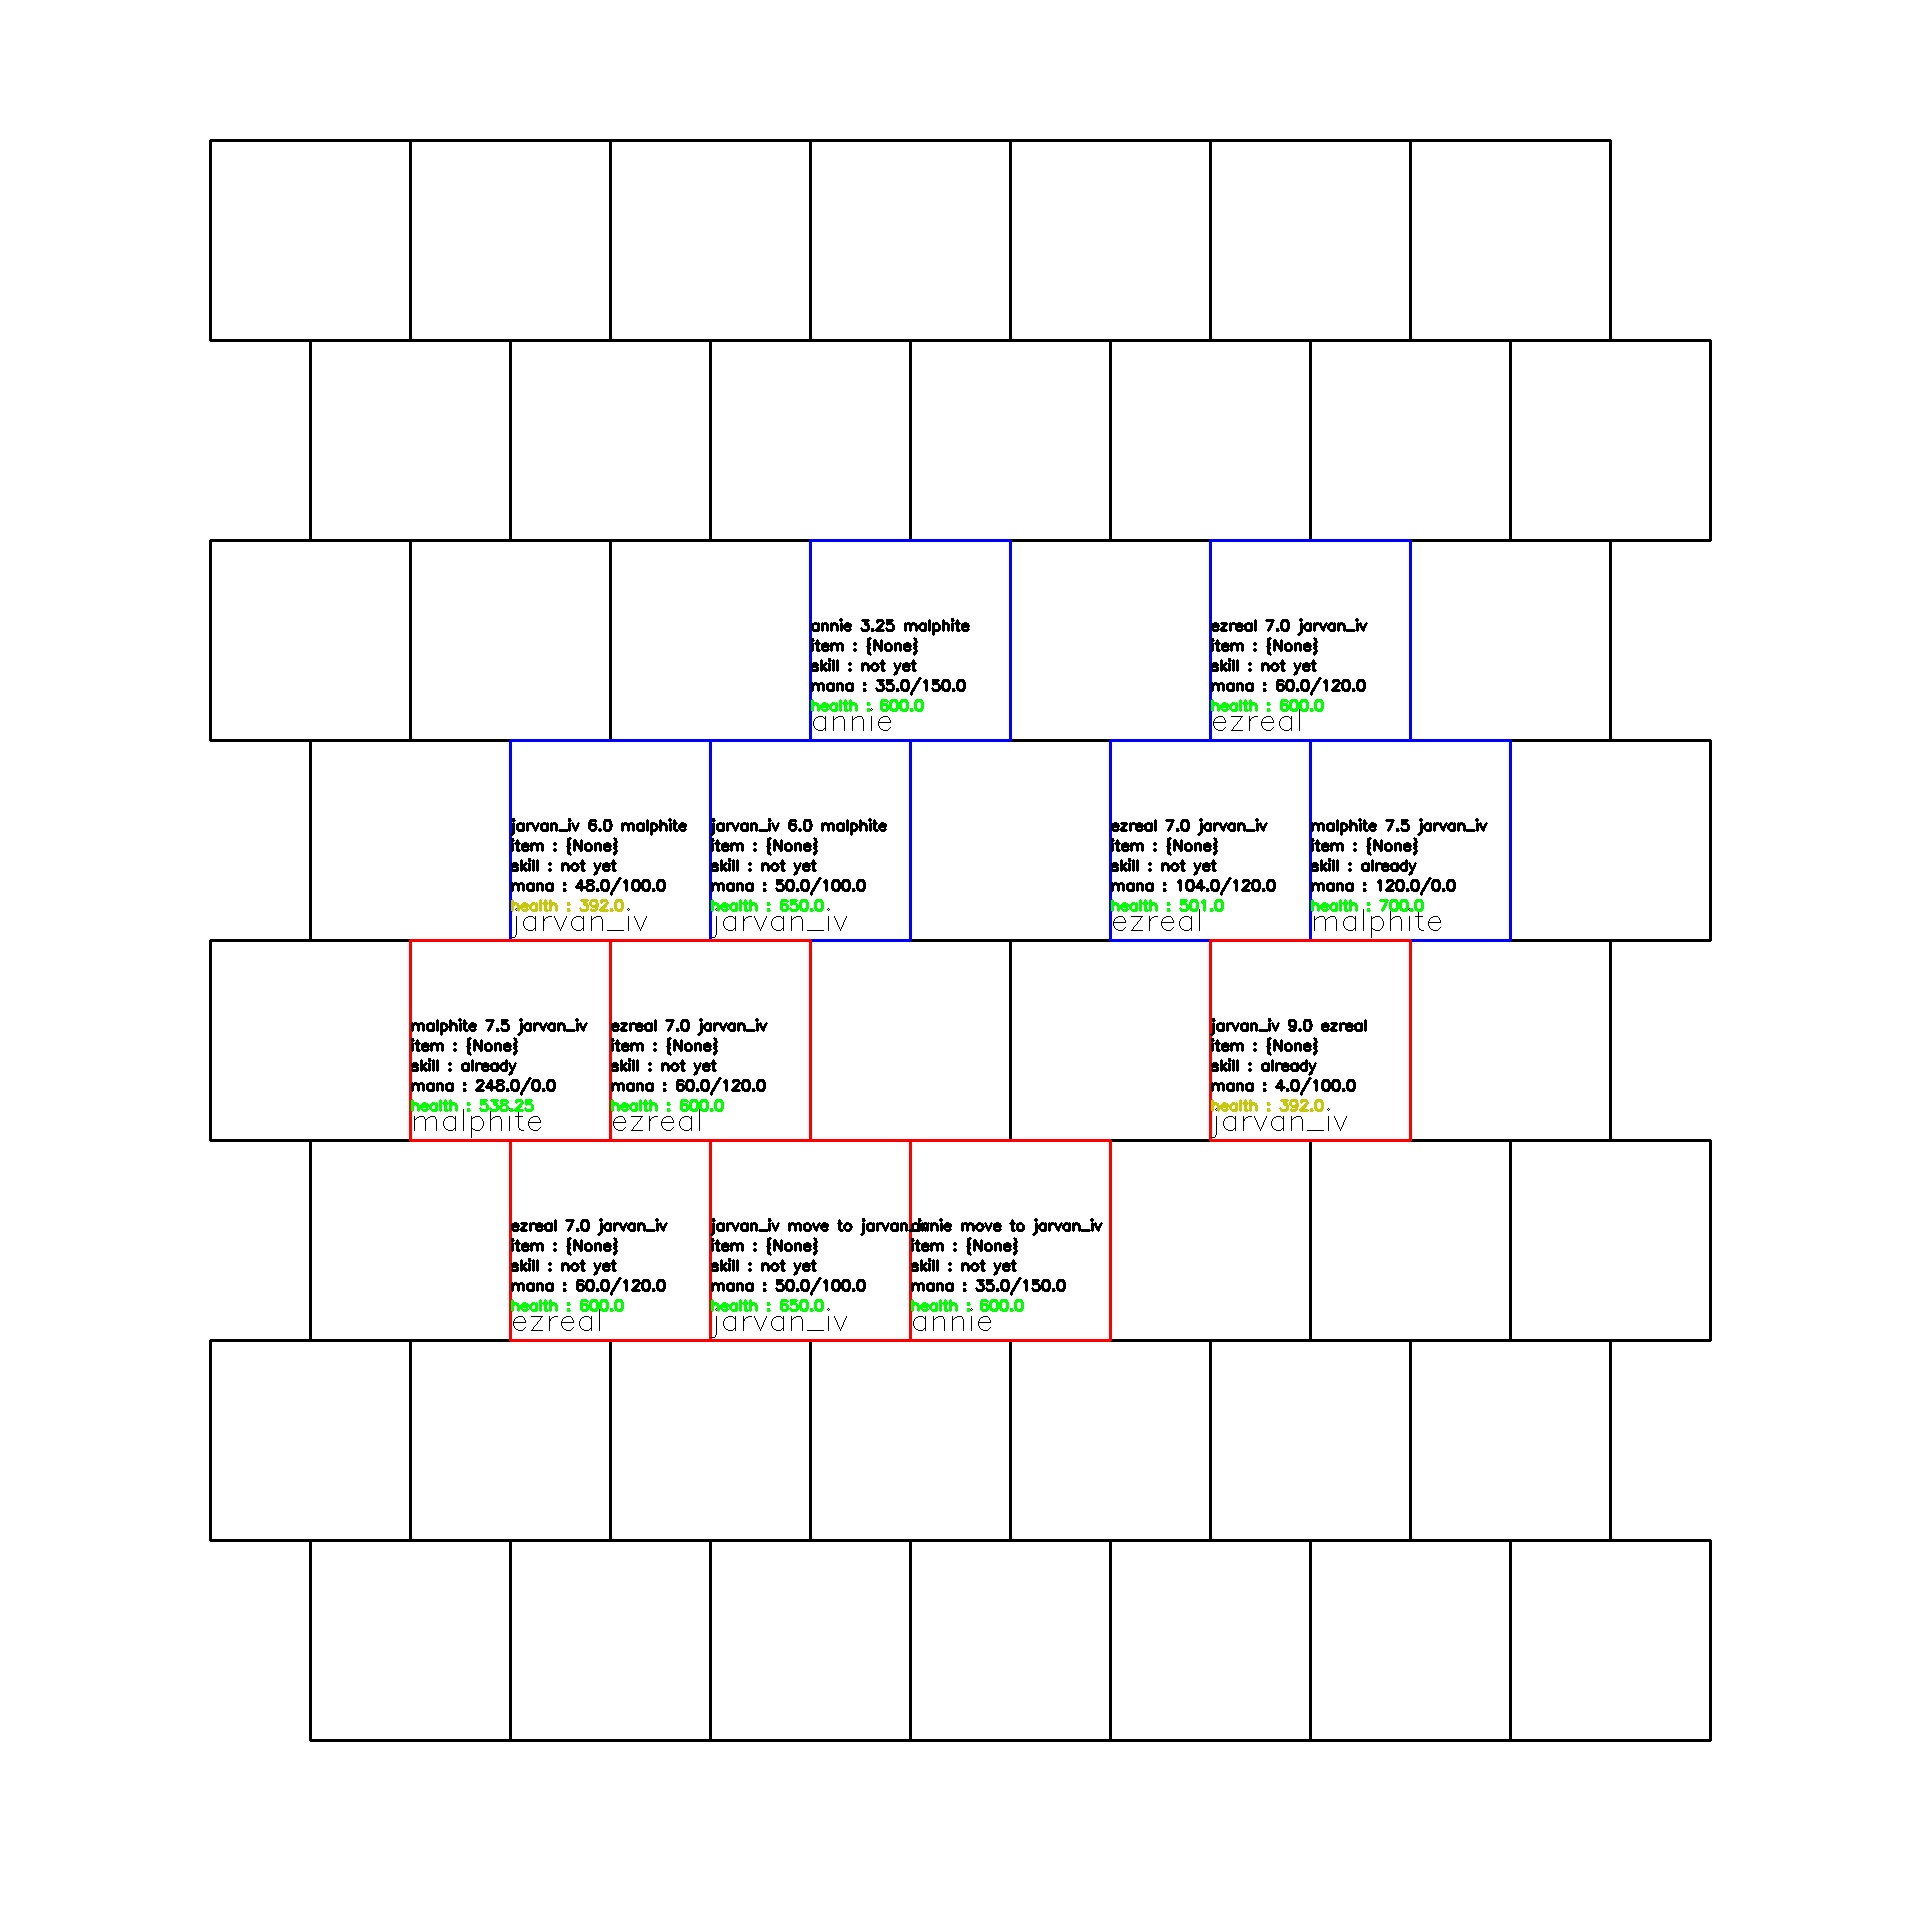 annie 3.25 malphite
item : {None}
skill : not yet
mana : 35.0/150.0
health : 600.0
annie
ezreal 7.0 jarvan_iv
item : {None}
skill : not yet
mana : 60.0/120.0
health : 600.0
ezreal
jarvan_iv 6.0 malphite
item : {None}
skill : not yet
mana : 48.0/100.0
health : 392.0
jarvan_iv
jarvan_iv 6.0 malphite
item : {None}
skill : not yet
mana : 50.0/100.0
health : 650.0
jarvan_iv
ezreal 7.0 jarvan_iv
item : {None}
skill : not yet
mana : 104.0/120.0
health : 501.0
ezreal
malphite 7.5 jarvan_iv
item : {None}
skill : already
mana : 120.0/0.0
health : 700.0
malphite
malphite 7.5 jarvan_iv
item : {None}
skill : already
mana : 248.0/0.0
health : 538.25
malphite
ezreal 7.0 jarvan_iv
item : {None}
skill : not yet
mana : 60.0/120.0
health : 600.0
ezreal
jarvan_iv 9.0 ezreal
item : {None}
skill : already
mana : 4.0/100.0
health : 392.0
jarvan_iv
ezreal 7.0 jarvan_iv
item : {None}
skill : not yet
mana : 60.0/120.0
health : 600.0
ezreal
jarvan_iv move to jarvan_iv
item : {None}
skill : not yet
mana : 50.0/100.0
health : 650.0
jarvan_iv
annie move to jarvan_iv
item : {None}
skill : not yet
mana : 35.0/150.0
health : 600.0
annie